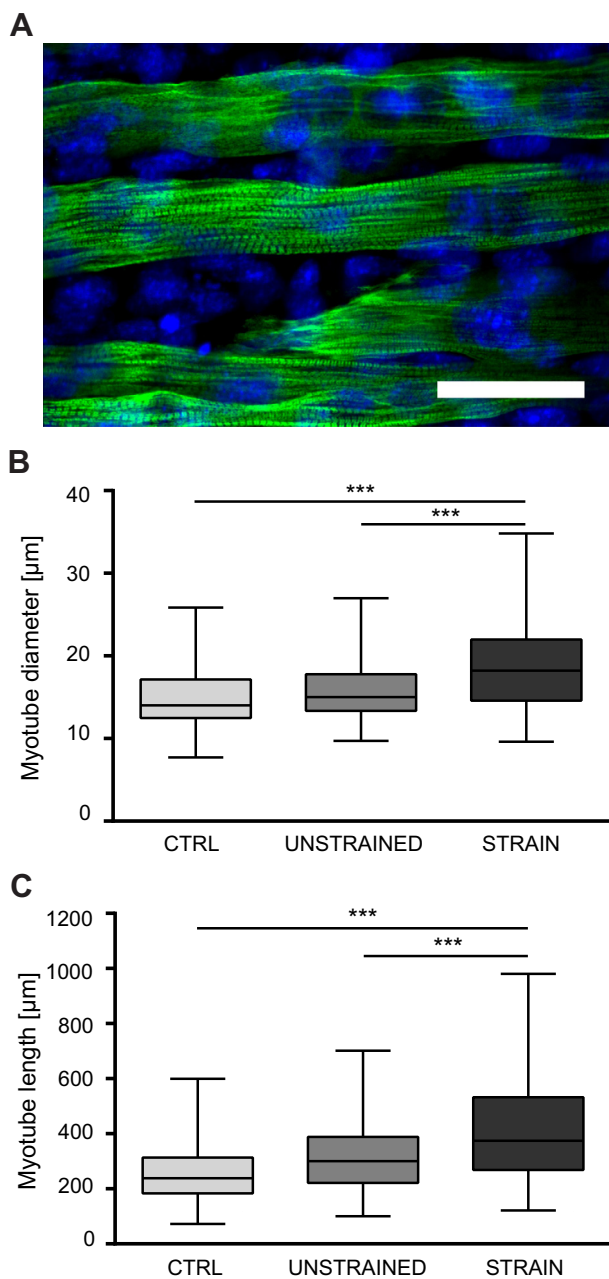 A
B
Myotube diameter [µm]
40
30
20
10
0
***
***
CTRL UNSTRAINED STRAIN
C
Myotube length [µm]
1200
1000
800
600
400
200
0
***
***
CTRL UNSTRAINED STRAIN